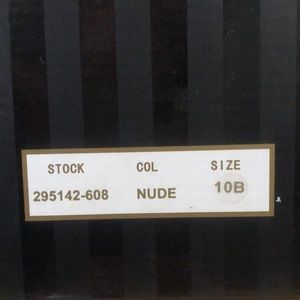 STOCK COL SIZE
295142-608 NUDE 10B